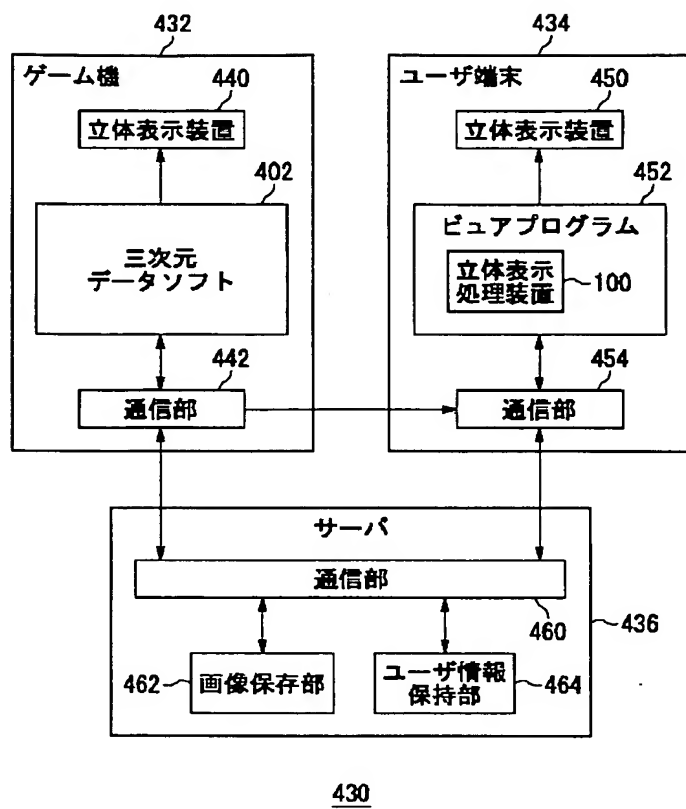 432
434
ゲーム機
440
立体表示装置
402
三次元
データソフト
442
通信部
ユーザ端末
450
立体表示装置
452
ビュアプログラム
立体表示
処理装置
100
454
通信部
サーバ
通信部
460
436
462
画像保存部
ユーザ情報
保持部
464
430